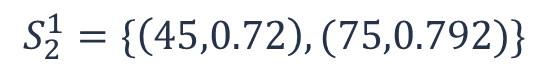 $S_2^1 = \{(45,0.72), (75,0.792)\}$